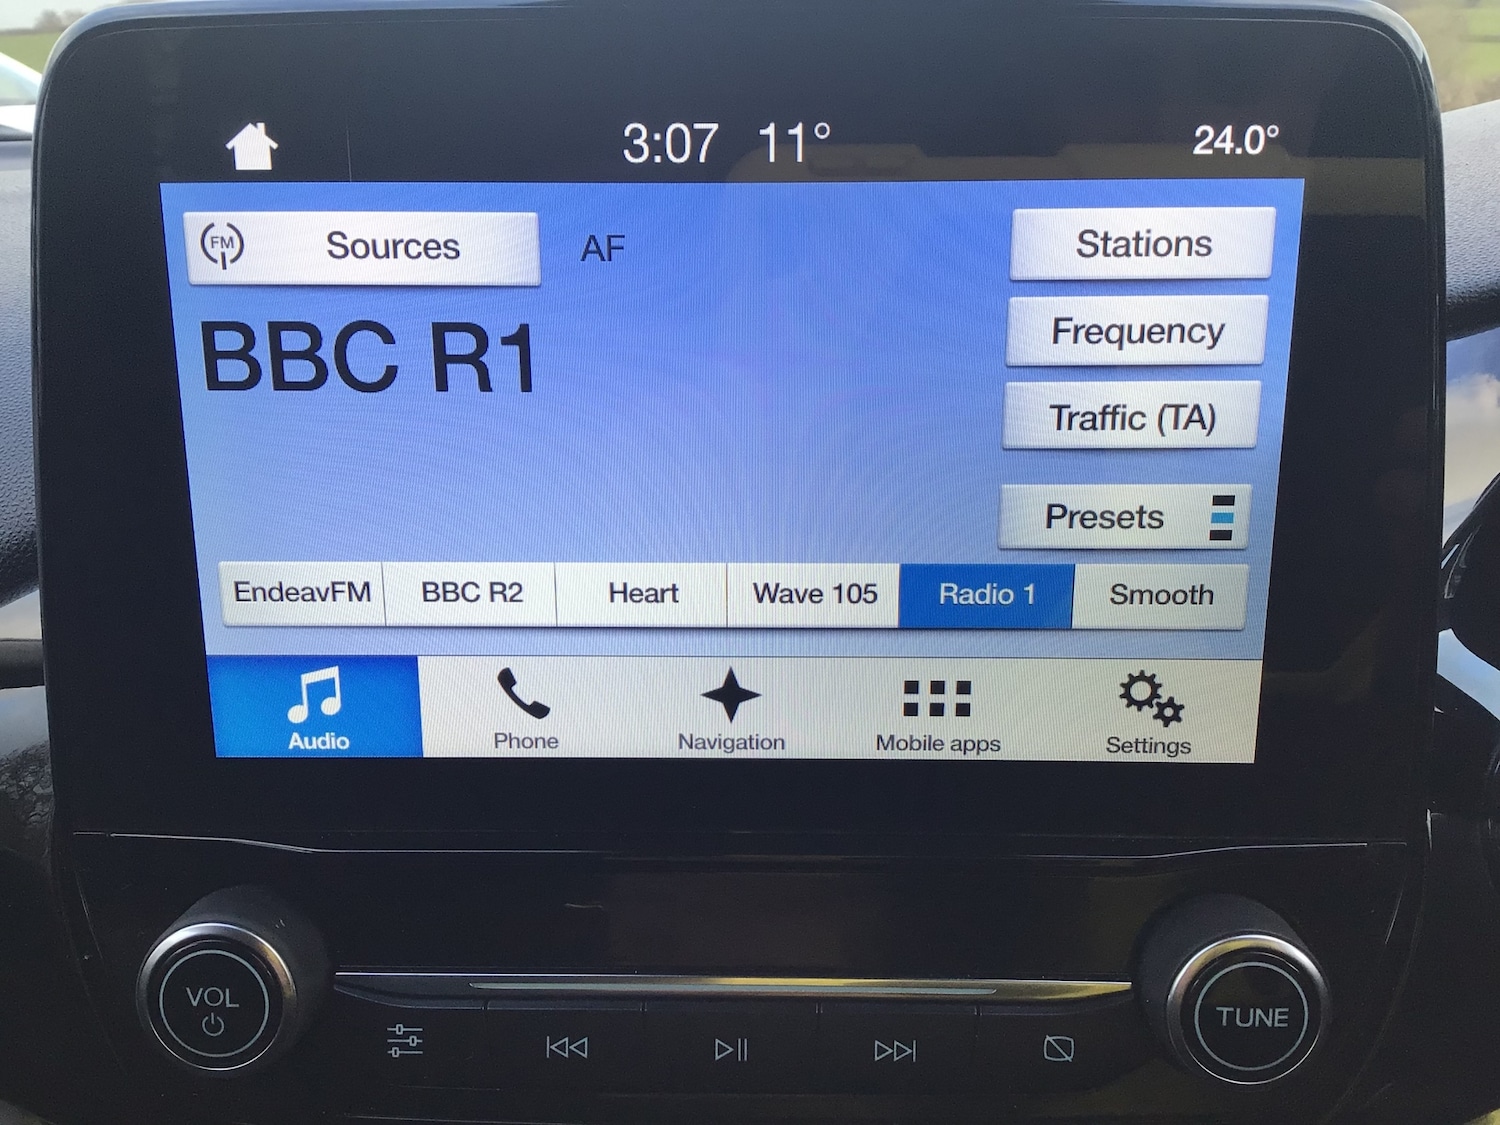 3:07 11° 24.0°
FM Sources AF Stations
BBC R1
Frequency
Traffic (TA)
Presets
EndeavFM BBC R2 Heart Wave 105 Radio 1 Smooth
Audio Phone Navigation Mobile apps Settings
VOL TUNE